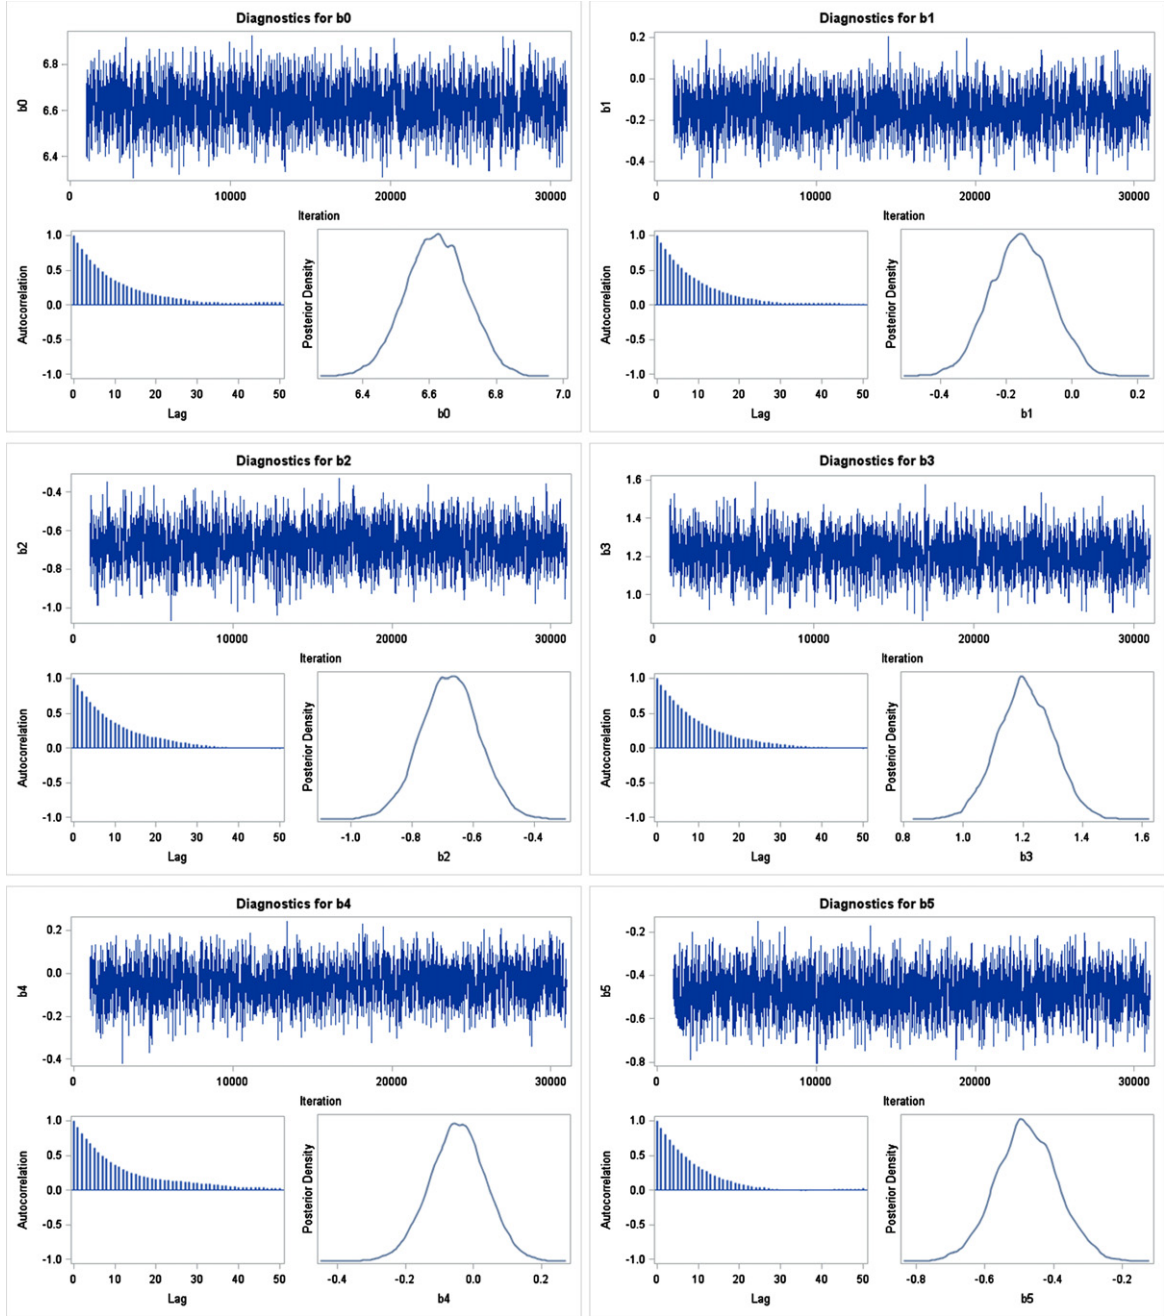 Diagnostics for b0
6.8
6.6
6.4
b0
0 10000 20000 30000
Iteration
1.0
0.5
0.0
-0.5
-1.0
Autocorrelation
0 10 20 30 40 50
Lag
Posterior Density
6.4 6.6 6.8 7.0
b0
Diagnostics for b1
0.2
0.0
-0.2
-0.4
b1
0 10000 20000 30000
Iteration
1.0
0.5
0.0
-0.5
-1.0
Autocorrelation
0 10 20 30 40 50
Lag
Posterior Density
-0.4 -0.2 0.0 0.2
b1
Diagnostics for b2
-0.4
-0.6
-0.8
-1.0
b2
0 10000 20000 30000
Iteration
1.0
0.5
0.0
-0.5
-1.0
Autocorrelation
0 10 20 30 40 50
Lag
Posterior Density
-1.0 -0.8 -0.6 -0.4
b2
Diagnostics for b3
1.6
1.4
1.2
1.0
b3
0 10000 20000 30000
Iteration
1.0
0.5
0.0
-0.5
-1.0
Autocorrelation
0 10 20 30 40 50
Lag
Posterior Density
0.8 1.0 1.2 1.4 1.6
b3
Diagnostics for b4
0.2
0.0
-0.2
-0.4
b4
0 10000 20000 30000
Iteration
1.0
0.5
0.0
-0.5
-1.0
Autocorrelation
0 10 20 30 40 50
Lag
Posterior Density
-0.4 -0.2 0.0 0.2
b4
Diagnostics for b5
-0.2
-0.4
-0.6
-0.8
b5
0 10000 20000 30000
Iteration
1.0
0.5
0.0
-0.5
-1.0
Autocorrelation
0 10 20 30 40 50
Lag
Posterior Density
-0.8 -0.6 -0.4 -0.2
b5